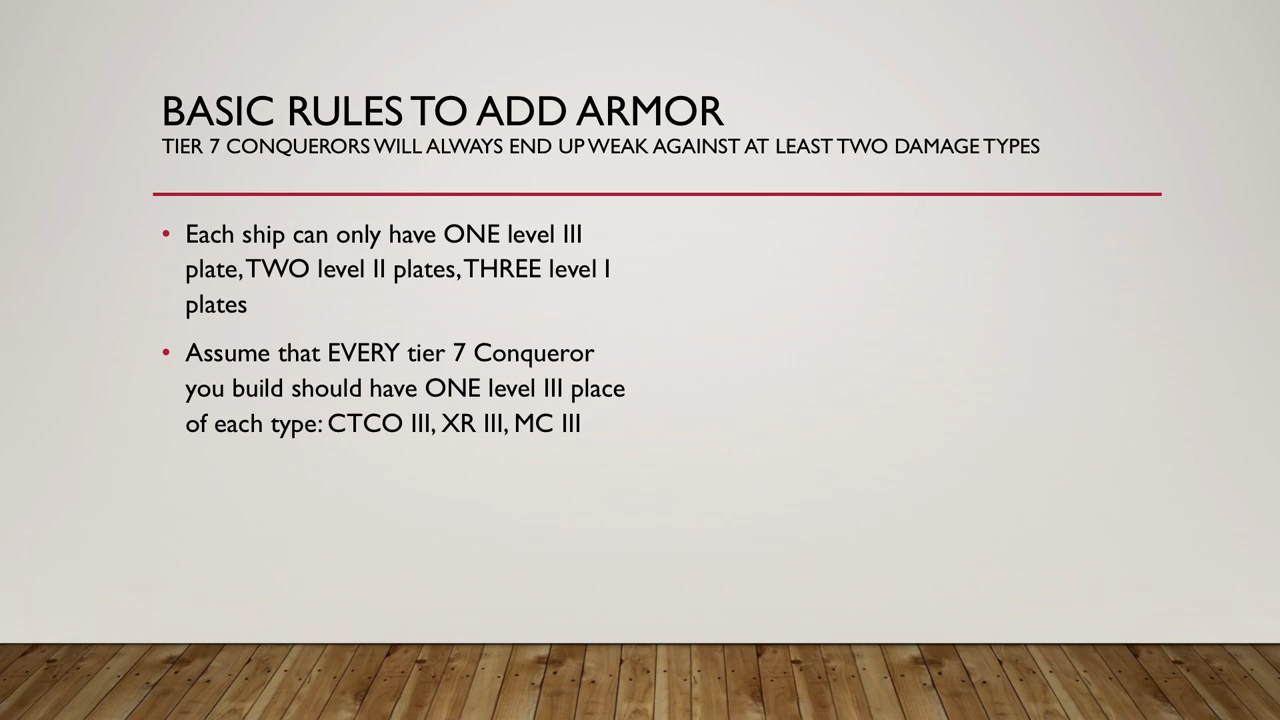 BASIC RULES TO ADD ARMOR
TIER 7 CONQUERORS WILL ALWAYS END UP WEAK AGAINST AT LEAST TWO DAMAGE TYPES
• Each ship can only have ONE level III
plate, TWO level II plates, THREE level I
plates
• Assume that EVERY tier 7 Conqueror
you build should have ONE level III place
of each type: CTCO III, XR III, MC III